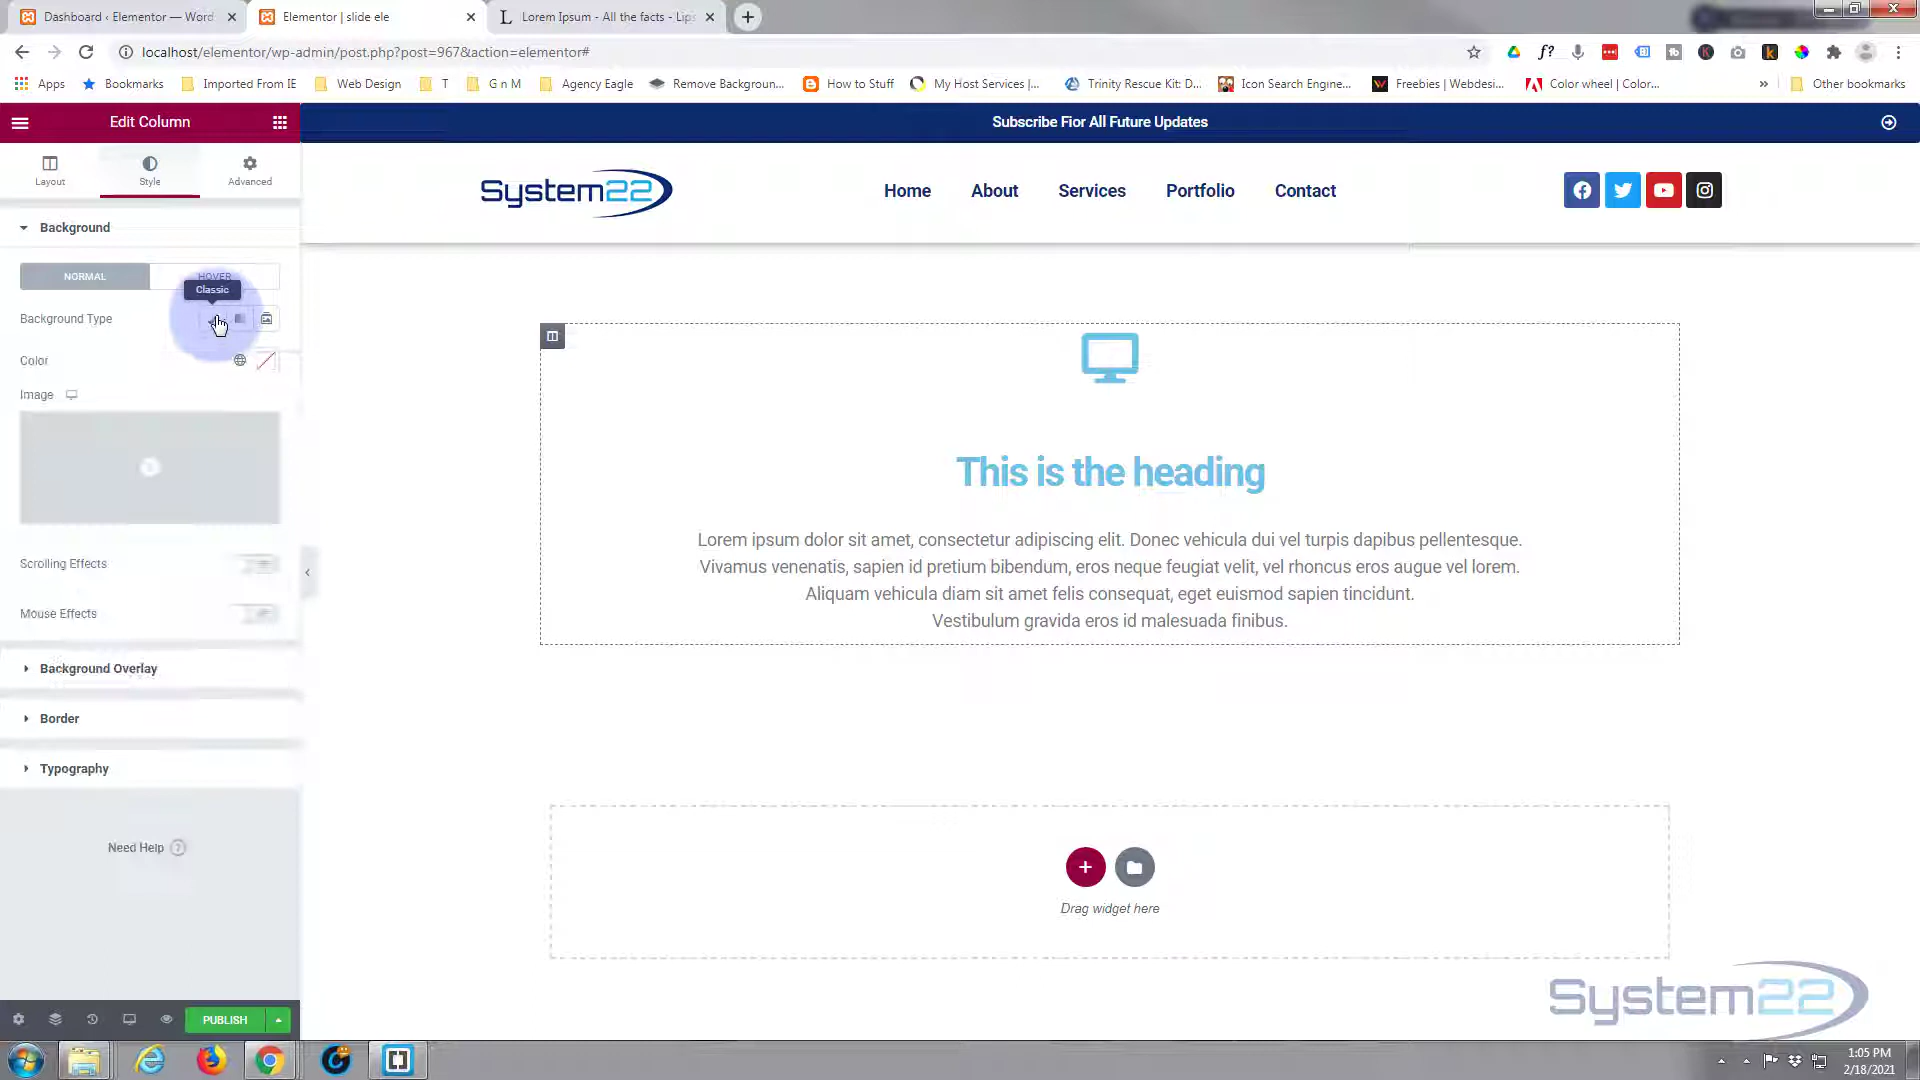 Dashboard ‹ Elementor — Word
Elementor | slide ele
Lorem Ipsum - All the facts - Lips
localhost/elementor/wp-admin/post.php?post=967&action=elementor#
Apps
Bookmarks
Imported From IE
Web Design
T
G n M
Agency Eagle
Remove Backgroun...
How to Stuff
My Host Services |...
Trinity Rescue Kit: D...
Icon Search Engine...
Freebies | Webdesi...
Color wheel | Color...
»
Other bookmarks
Edit Column
Subscribe Fior All Future Updates
Layout
Style
Advanced
System22
Home
About
Services
Portfolio
Contact
Background
NORMAL
HOVER
Classic
Background Type
Color
Image
Scrolling Effects
Mouse Effects
Background Overlay
Border
Typography
Need Help
This is the heading
Lorem ipsum dolor sit amet, consectetur adipiscing elit. Donec vehicula dui vel turpis dapibus pellentesque.
Vivamus venenatis, sapien id pretium bibendum, eros neque feugiat velit, vel rhoncus eros augue vel lorem.
Aliquam vehicula diam sit amet felis consequat, eget euismod sapien tincidunt.
Vestibulum gravida eros id malesuada finibus.
Drag widget here
System22
PUBLISH
1:05 PM
2/18/2021